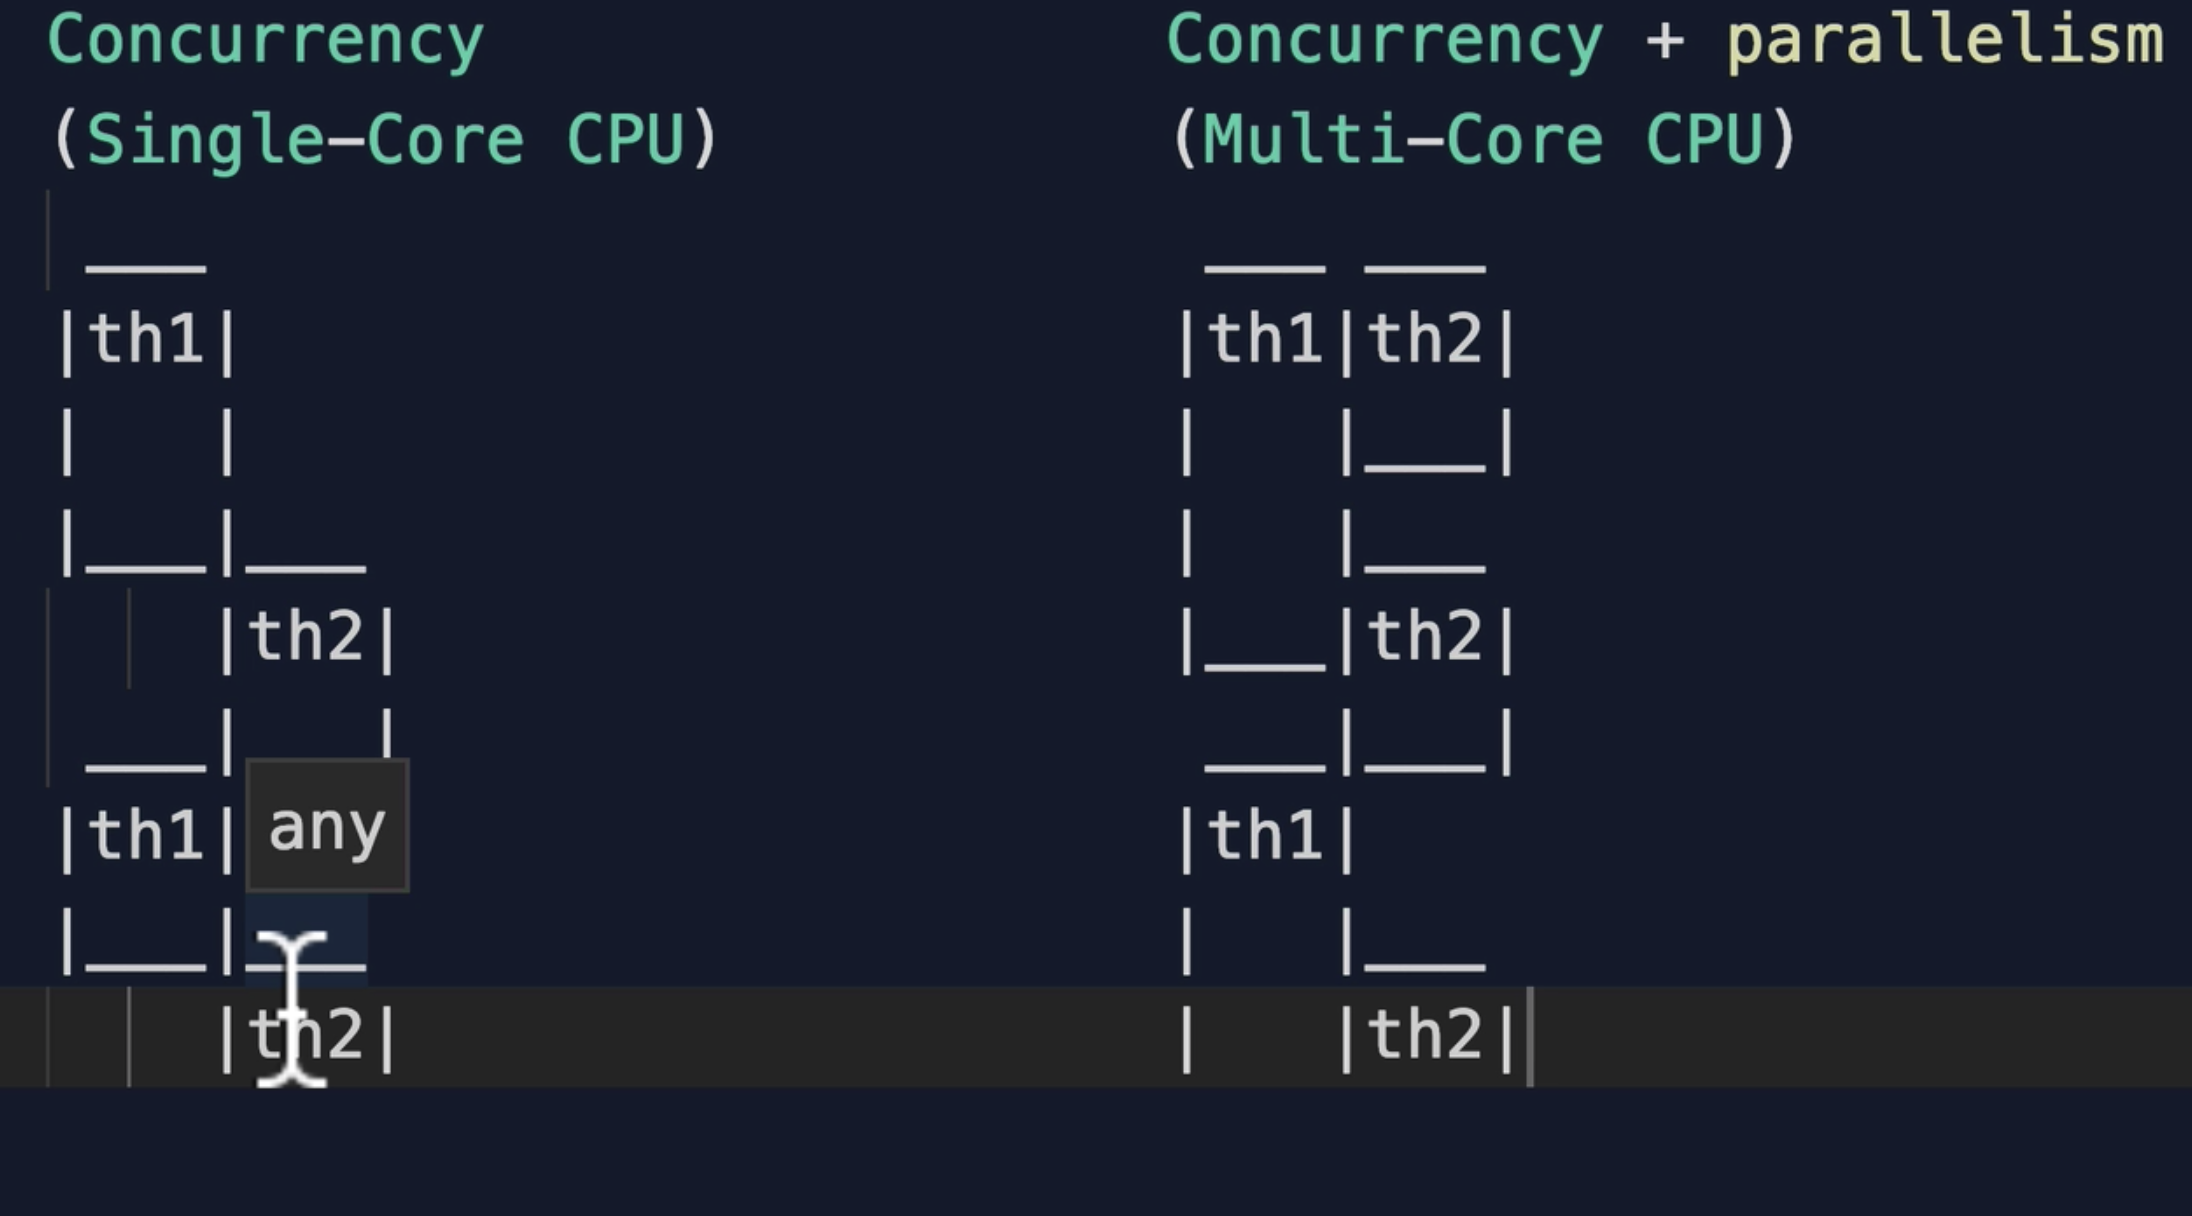 Concurrency                 Concurrency + parallelism
(Single-Core CPU)           (Multi-Core CPU)
 ___                         ___ ___
|th1|                       |th1|th2|
|   |                       |   |___|
|___|___                    |   |___
    |th2|                   |___|th2|
 ___|   |                    ___|___|
|th1| any                   |th1|
|___|___                    |   |___
    |th2|                   |   |th2|